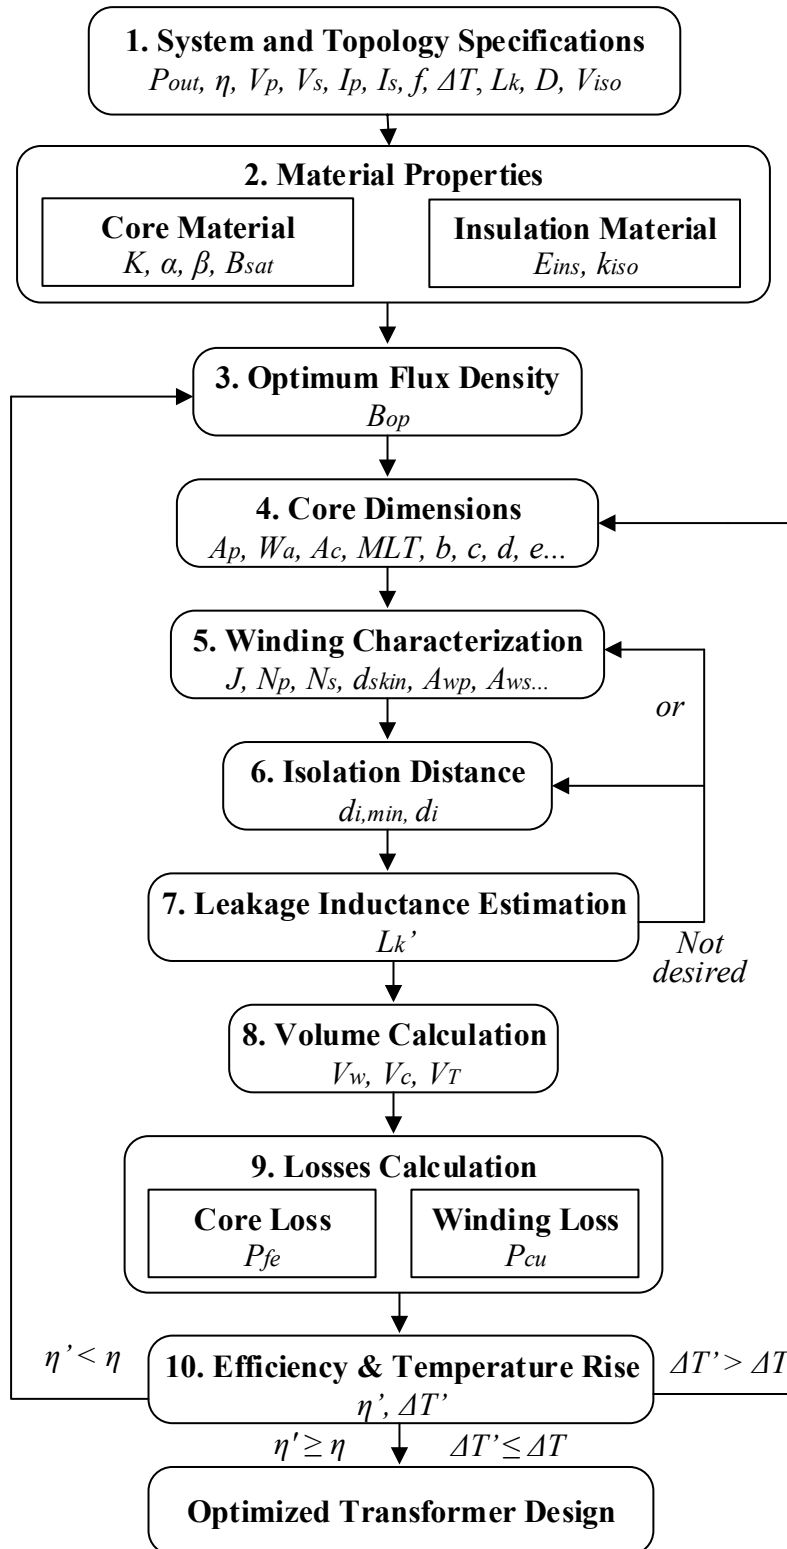 1. System and Topology Specifications
Pout, η, Vp, Vs, Ip, Is, f, ΔT, Lk, D, Viso
2. Material Properties
Core Material
K, α, β, Bsat
Insulation Material
Eins, kiso
3. Optimum Flux Density
Bop
4. Core Dimensions
Ap, Wa, Ac, MLT, b, c, d, e...
5. Winding Characterization
J, Np, Ns, dskin, Awp, Aws...
or
6. Isolation Distance
di,min, di
7. Leakage Inductance Estimation
Lk’
Not
desired
8. Volume Calculation
Vw, Vc, VT
9. Losses Calculation
Core Loss
Pfe
Winding Loss
Pcu
η’ < η
10. Efficiency & Temperature Rise
η’, ΔT’
ΔT’ > ΔT
η′ ≥ η
ΔT’ ≤ ΔT
Optimized Transformer Design